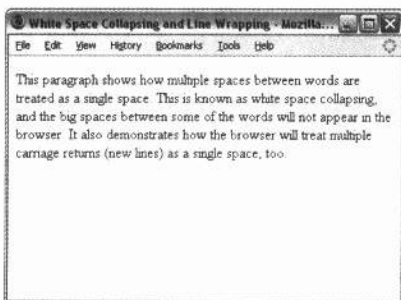 White Space Collapsing and Line Wrapping - Mozilla...
File Edit View History Bookmarks Tools Help
This paragraph shows how multiple spaces between words are
treated as a single space. This is known as white space collapsing,
and the big spaces between some of the words will not appear in the
browser. It also demonstrates how the browser will treat multiple
carriage returns (new lines) as a single space, too.